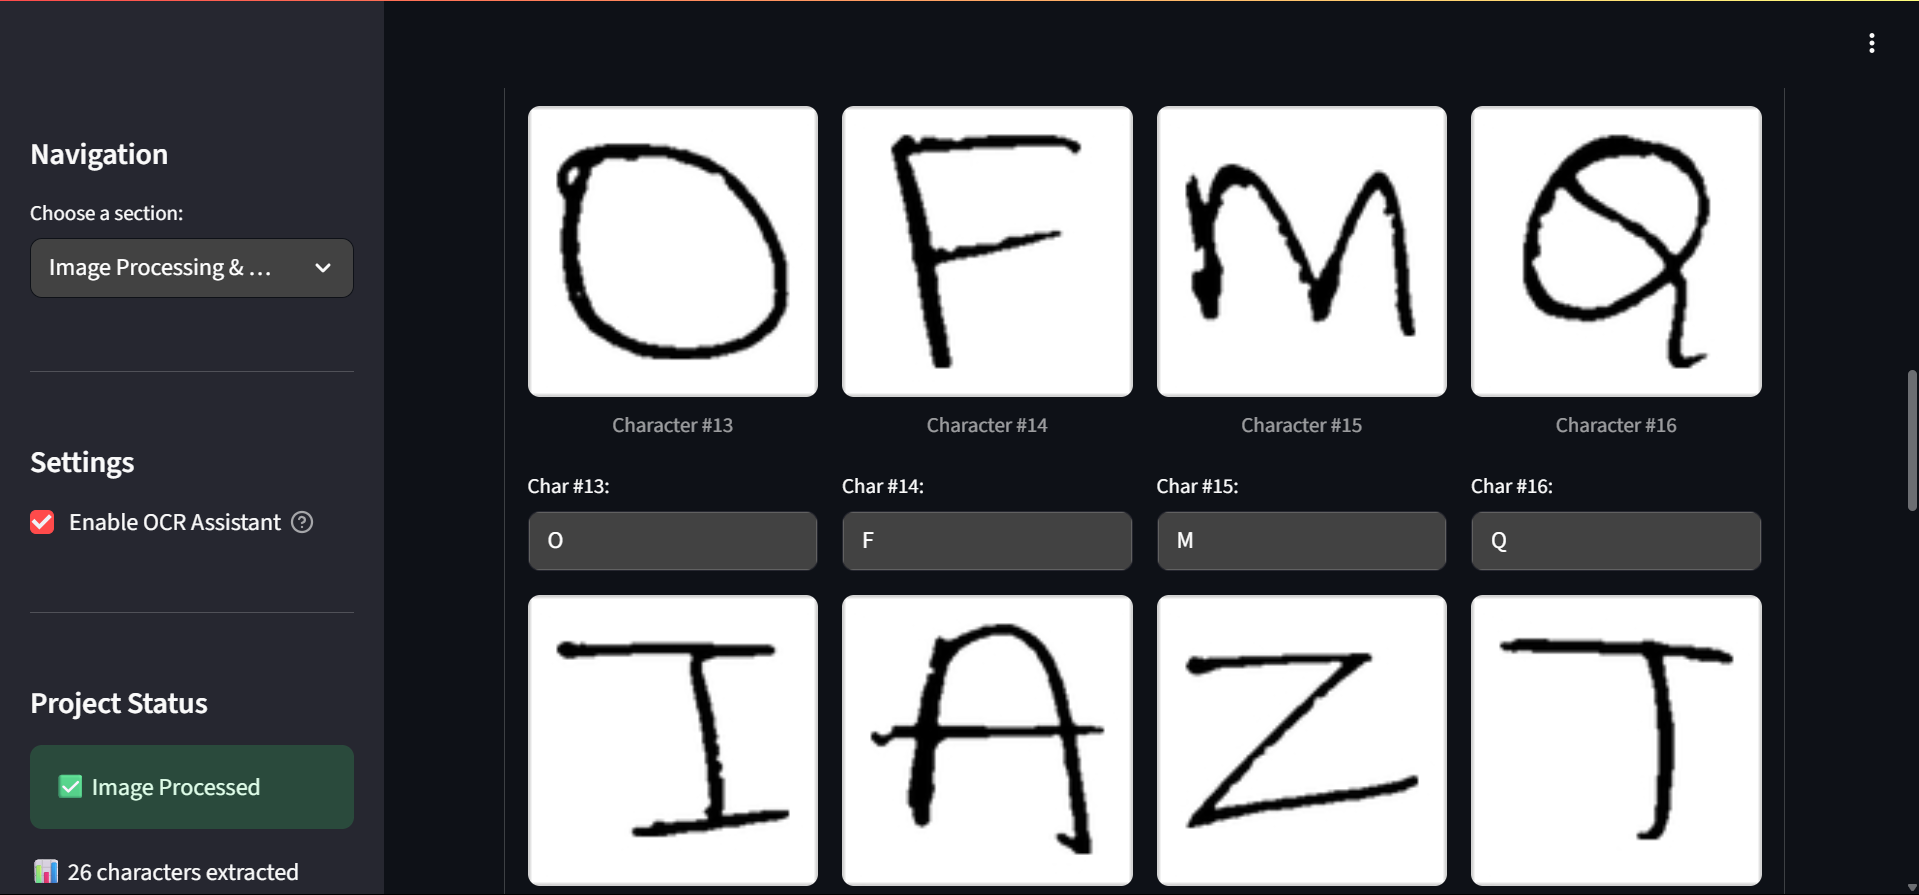 Navigation
Choose a section:
Image Processing & ...
Settings
Enable OCR Assistant
Project Status
Image Processed
26 characters extracted
O F M Q
Character #13 Character #14 Character #15 Character #16
Char #13: Char #14: Char #15: Char #16:
O F M Q
I A Z T